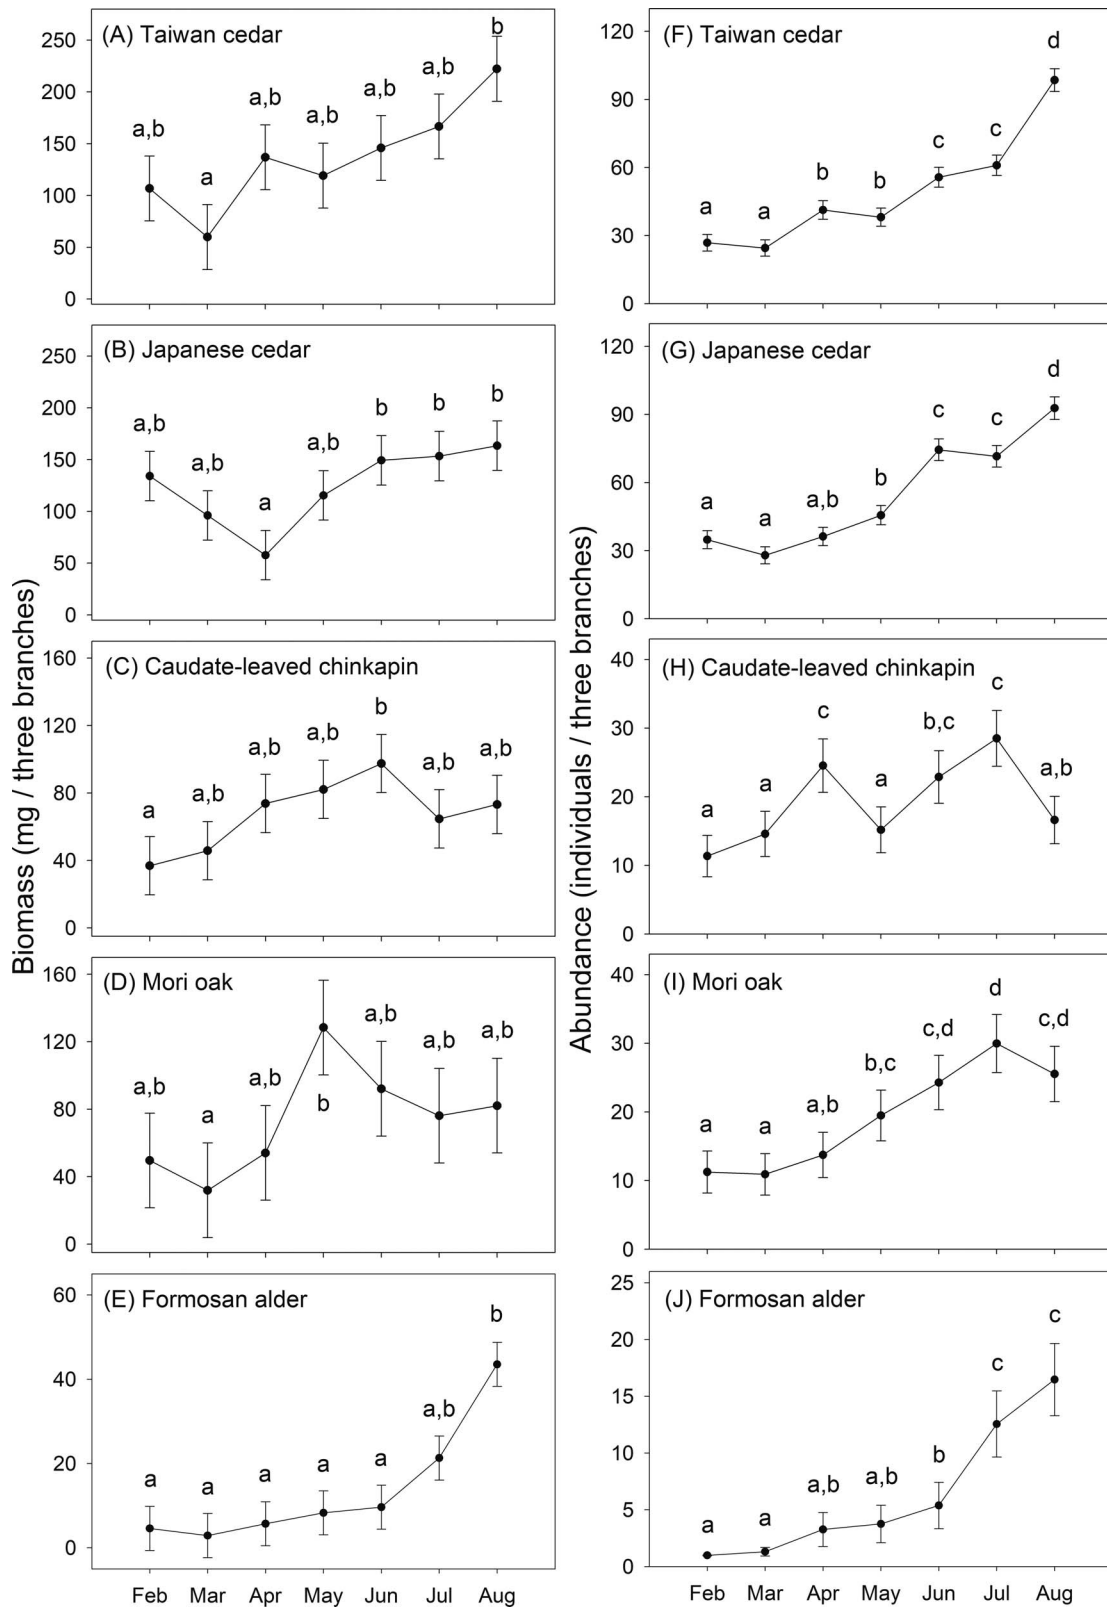 Biomass (mg / three branches)
(A) Taiwan cedar
250
200
150
100
50
0
a,b
a
a,b
a,b
a,b
a,b
b
(B) Japanese cedar
250
200
150
100
50
0
a,b
a,b
a
a,b
b
b
b
(C) Caudate-leaved chinkapin
160
120
80
40
0
a
a,b
a,b
a,b
b
a,b
a,b
(D) Mori oak
160
120
80
40
0
a,b
a
a,b
b
a,b
a,b
a,b
(E) Formosan alder
60
40
20
0
a
a
a
a
a
a,b
b
Feb Mar Apr May Jun Jul Aug
Abundance (individuals / three branches)
(F) Taiwan cedar
120
90
60
30
0
a
a
b
b
c
c
d
(G) Japanese cedar
120
90
60
30
0
a
a
a,b
b
c
c
d
(H) Caudate-leaved chinkapin
40
30
20
10
0
a
a
c
a
b,c
c
a,b
(I) Mori oak
40
30
20
10
0
a
a
a,b
b,c
c,d
d
c,d
(J) Formosan alder
25
20
15
10
5
0
a
a
a,b
a,b
b
c
c
Feb Mar Apr May Jun Jul Aug